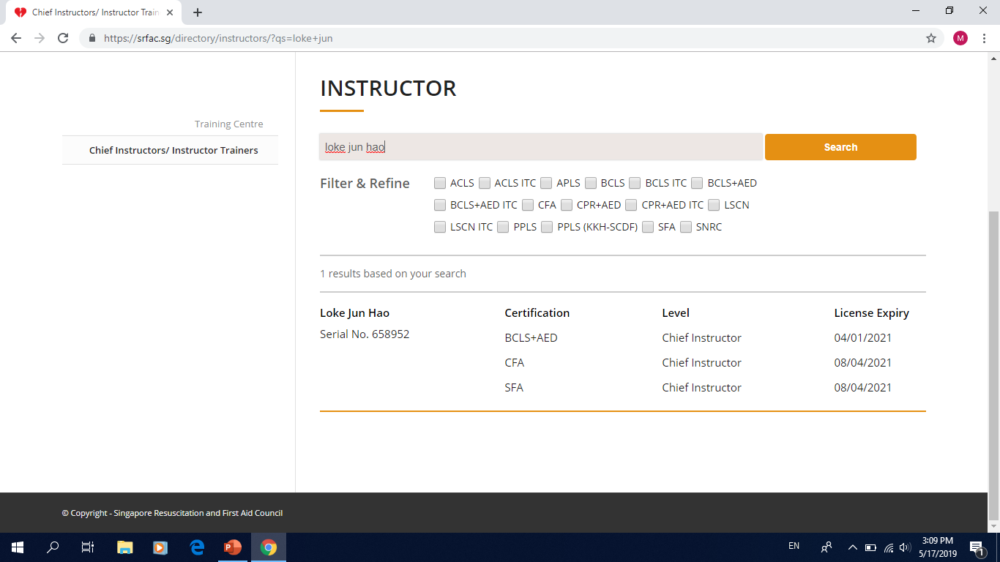 Chief Instructors/ Instructor Train
https://srfac.sg/directory/instructors/?qs=loke+jun
M
INSTRUCTOR
Training Centre
Chief Instructors/ Instructor Trainers
loke jun hao
Search
Filter & Refine
ACLS ACLS ITC APLS BCLS BCLS ITC BCLS+AED
BCLS+AED ITC CFA CPR+AED CPR+AED ITC LSCN
LSCN ITC PPLS PPLS (KKH-SCDF) SFA SNRC
1 results based on your search
Loke Jun Hao Certification Level License Expiry
Serial No. 658952
BCLS+AED Chief Instructor 04/01/2021
CFA Chief Instructor 08/04/2021
SFA Chief Instructor 08/04/2021
© Copyright - Singapore Resuscitation and First Aid Council
EN
3:09 PM
5/17/2019
1